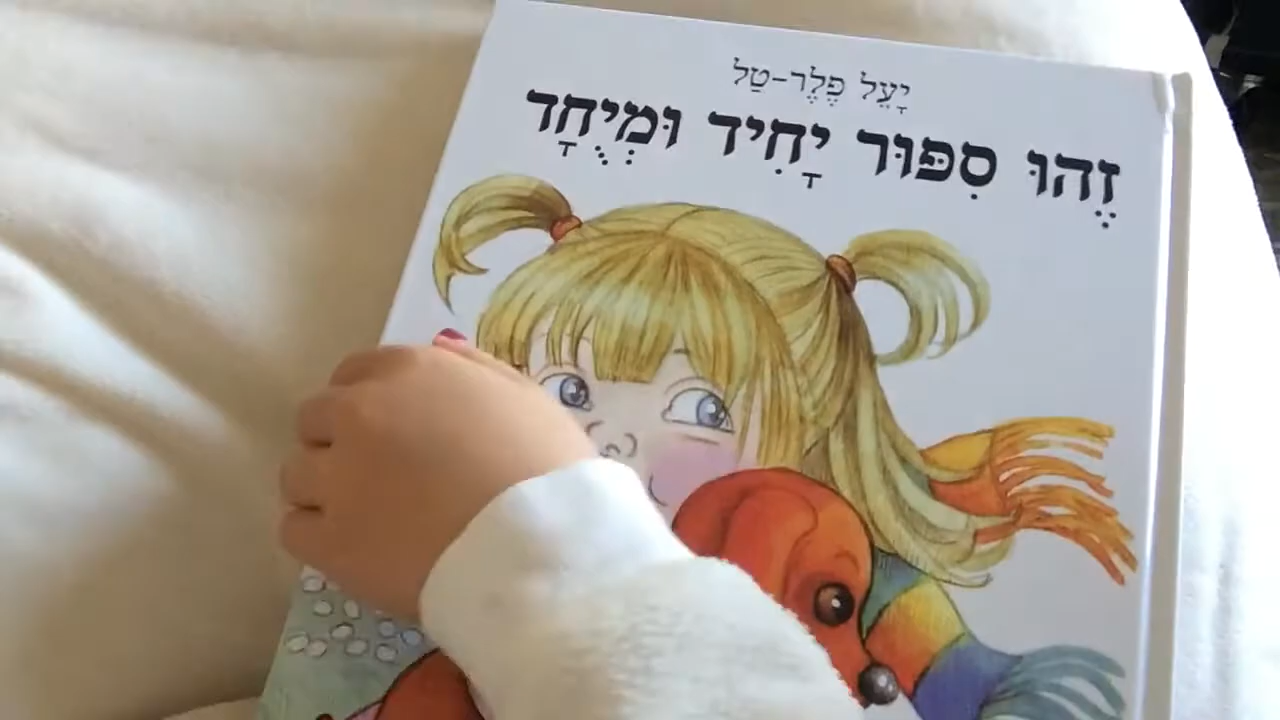 יָעֵל פֶלֶר-טַל
זֶהוּ סִפּוּר יָחִיד וּמְיֻחָד